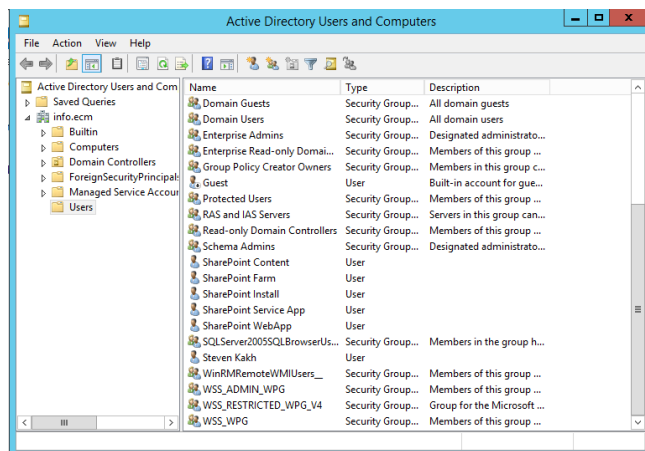 Active Directory Users and Computers
File Action View Help
Active Directory Users and Com
Saved Queries
info.ecm
Builtin
Computers
Domain Controllers
ForeignSecurityPrincipals
Managed Service Accour
Users
Name Type Description
Domain Guests Security Group... All domain guests
Domain Users Security Group... All domain users
Enterprise Admins Security Group... Designated administrato...
Enterprise Read-only Domai... Security Group... Members of this group ...
Group Policy Creator Owners Security Group... Members in this group c...
Guest User Built-in account for gue...
Protected Users Security Group... Members of this group ...
RAS and IAS Servers Security Group... Servers in this group can...
Read-only Domain Controllers Security Group... Members of this group ...
Schema Admins Security Group... Designated administrato...
SharePoint Content User
SharePoint Farm User
SharePoint Install User
SharePoint Service App User
SharePoint WebApp User
SQLServer2005SQLBrowserUs... Security Group... Members in the group h...
Steven Kakh User
WinRMRemoteWMIUsers__ Security Group... Members of this group ...
WSS_ADMIN_WPG Security Group... Members of this group ...
WSS_RESTRICTED_WPG_V4 Security Group... Group for the Microsoft ...
WSS_WPG Security Group... Members of this group ...